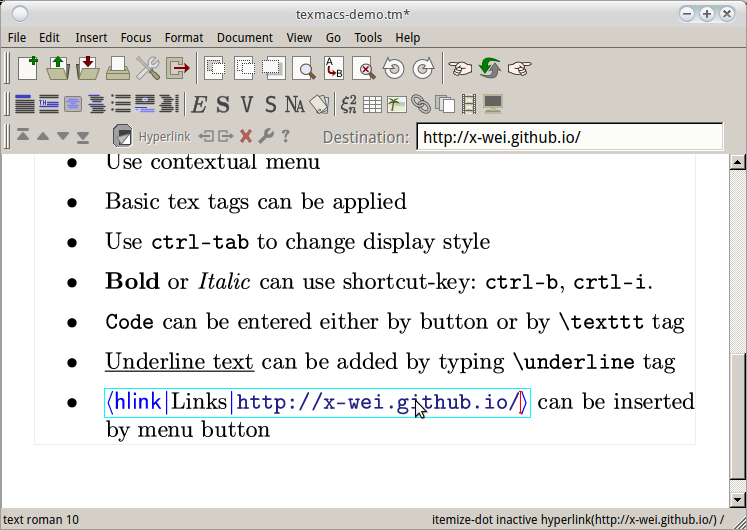 texmacs-demo.tm*
File Edit Insert Focus Format Document View Go Tools Help
Hyperlink Destination: http://x-wei.github.io/
• Use contextual menu
• Basic tex tags can be applied
• Use ctrl-tab to change display style
• Bold or Italic can use shortcut-key: ctrl-b, crtl-i.
• Code can be entered either by button or by \texttt tag
• Underline text can be added by typing \underline tag
• ⟨hlink|Links|http://x-wei.github.io/⟩ can be inserted
by menu button
text roman 10 itemize-dot inactive hyperlink(http://x-wei.github.io/) /